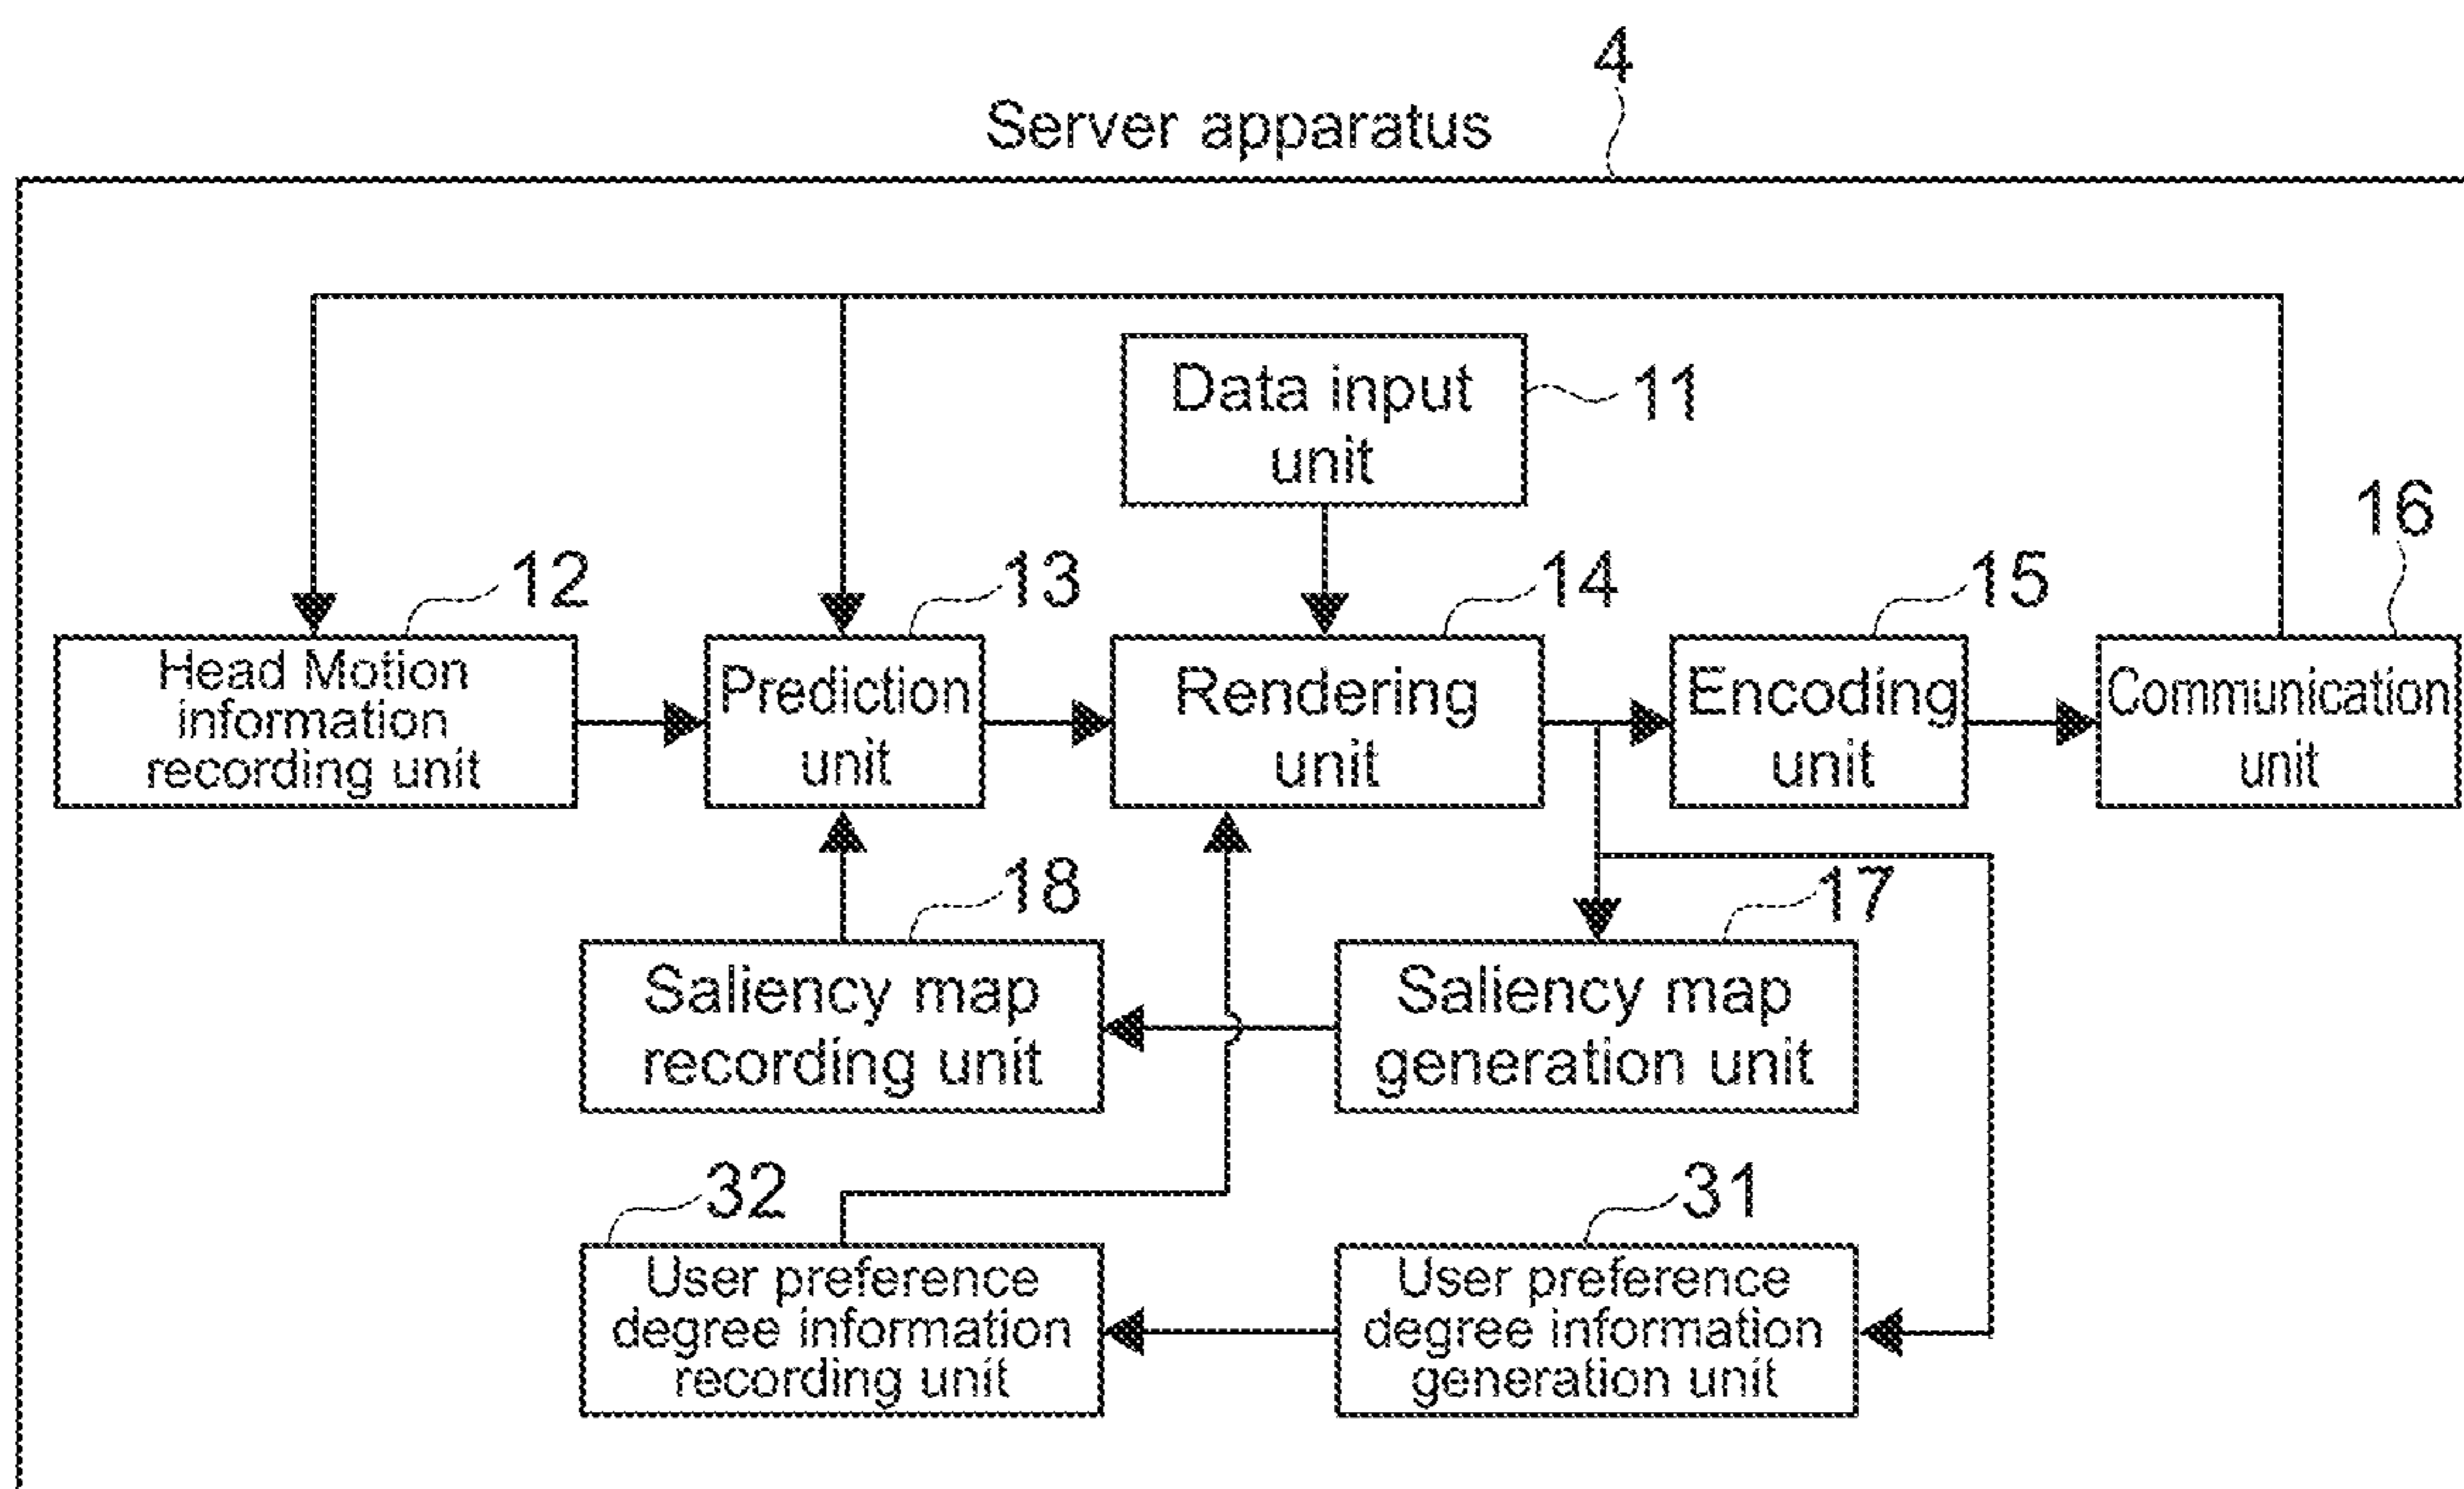 4
Server apparatus
Data input
unit
11
16
12
13
14
15
Head Motion
information
recording unit
Prediction
unit
Rendering
unit
Encoding
unit
Communication
unit
18
17
Saliency map
recording unit
Saliency map
generation unit
32
31
User preference
degree information
recording unit
User preference
degree information
generation unit